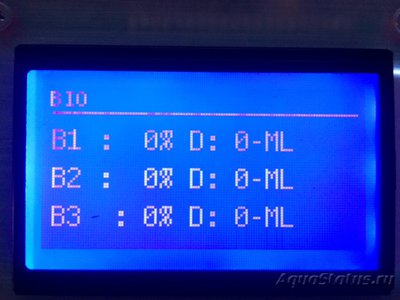 BIO
B1 : 0% D: 0-ML
B2 : 0% D: 0-ML
B3 : 0% D: 0-ML
AquaStatus.ru